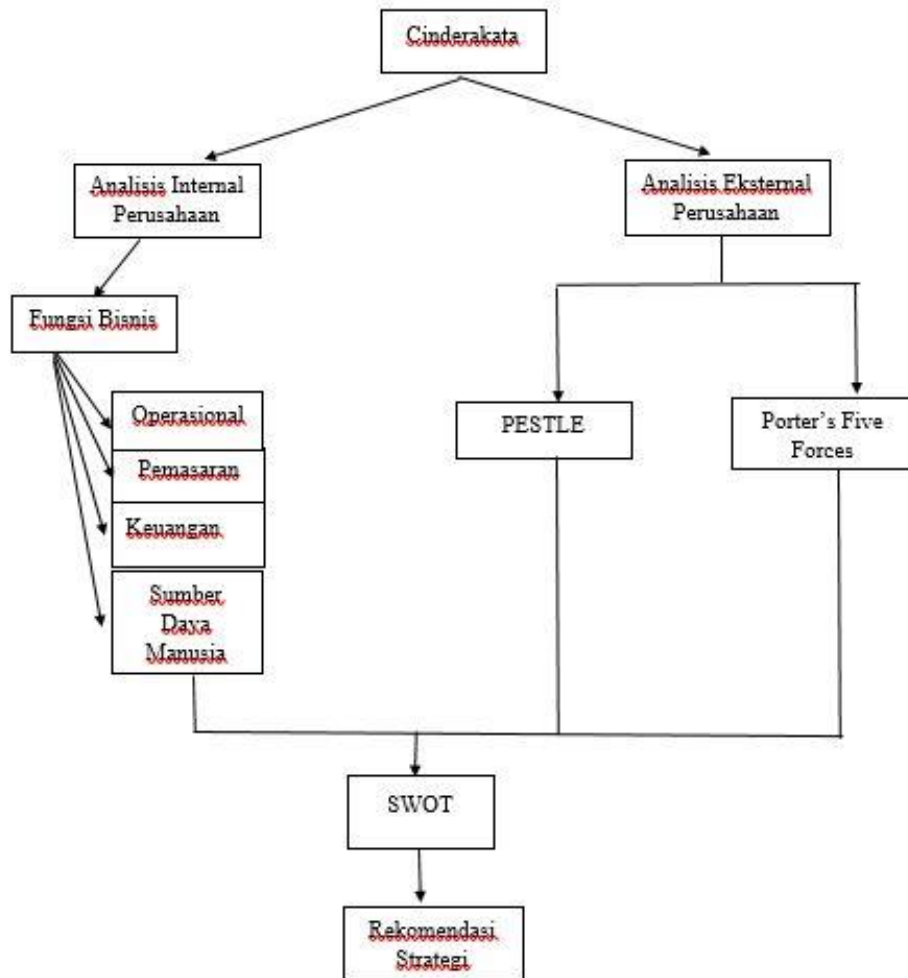 Cinderakata
Analisis Internal
Perusahaan
Analisis Eksternal
Perusahaan
Fungsi Bisnis
Operasional
Pemasaran
Keuangan
Sumber
Daya
Manusia
PESTLE
Porter's Five
Forces
SWOT
Rekomendasi
Strategi